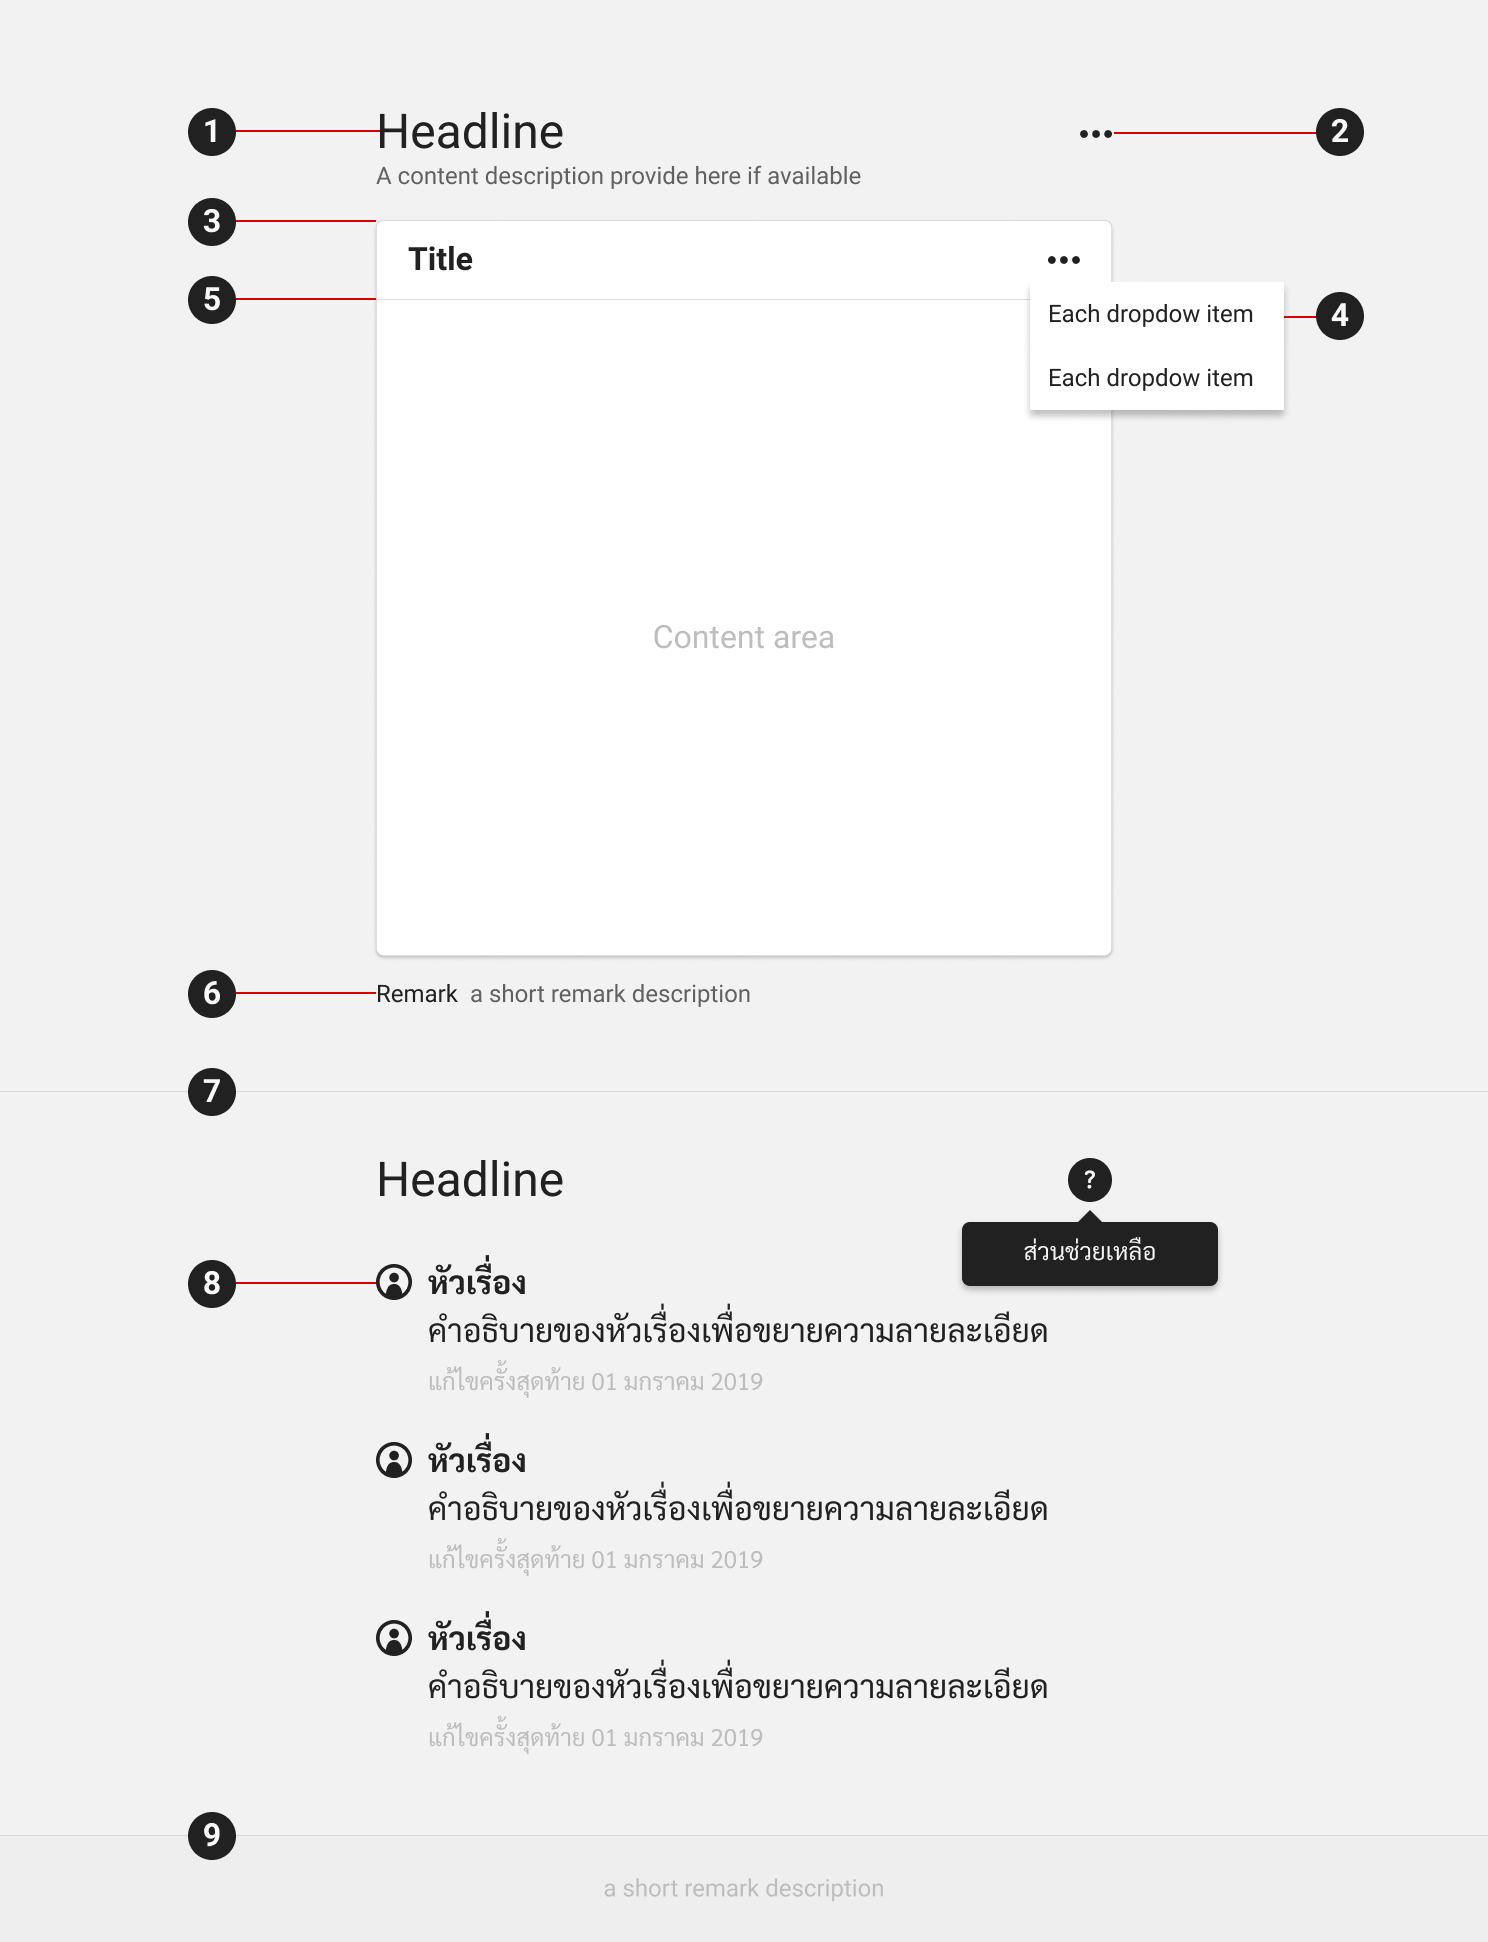 1 Headline ••• 2
A content description provide here if available
3
Title •••
5
Each dropdow item 4
Each dropdow item
Content area
6 Remark a short remark description
7
Headline ?
ส่วนช่วยเหลือ
8 หัวเรื่อง
คำอธิบายของหัวเรื่องเพื่อขยายความลายละเอียด
แก้ไขครั้งสุดท้าย 01 มกราคม 2019
หัวเรื่อง
คำอธิบายของหัวเรื่องเพื่อขยายความลายละเอียด
แก้ไขครั้งสุดท้าย 01 มกราคม 2019
หัวเรื่อง
คำอธิบายของหัวเรื่องเพื่อขยายความลายละเอียด
แก้ไขครั้งสุดท้าย 01 มกราคม 2019
9
a short remark description